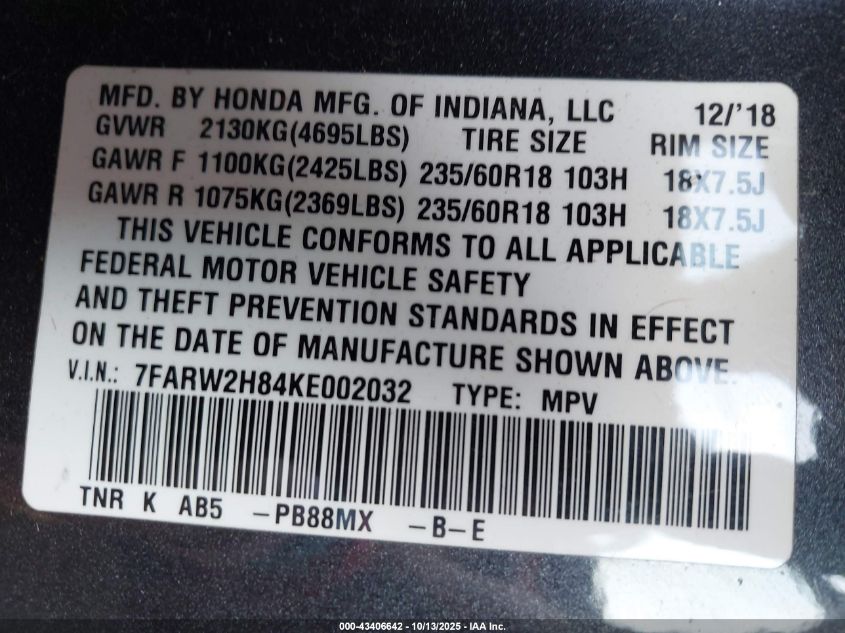 MFD. BY HONDA MFG. OF INDIANA, LLC 12/'18
GVWR 2130KG(4695LBS) TIRE SIZE RIM SIZE
GAWR F 1100KG(2425LBS) 235/60R18 103H 18X7.5J
GAWR R 1075KG(2369LBS) 235/60R18 103H 18X7.5J
THIS VEHICLE CONFORMS TO ALL APPLICABLE
FEDERAL MOTOR VEHICLE SAFETY
AND THEFT PREVENTION STANDARDS IN EFFECT
ON THE DATE OF MANUFACTURE SHOWN ABOVE.
V.I.N.: 7FARW2H84KE002032 TYPE: MPV
TNR K AB5 -PB88MX -B-E
000-43406642 - 10/13/2025 - IAA Inc.